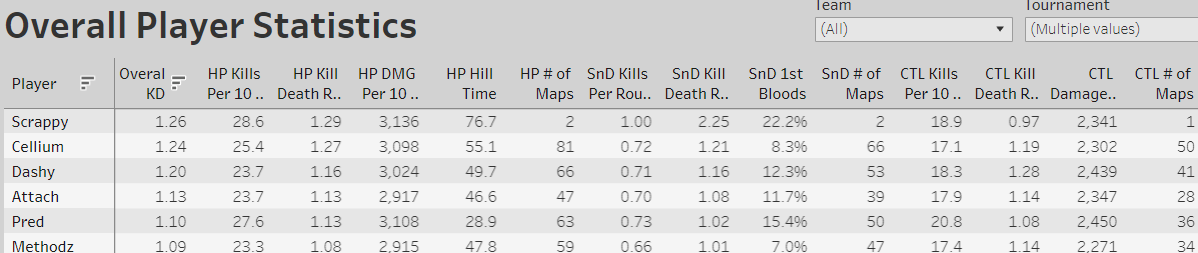 Team Tournament
Overall Player Statistics
(All) (Multiple values)
Overal HP Kills HP Kill HP DMG HP Hill HP # of SnD Kills SnD Kill SnD 1st SnD # of CTL Kills CTL Kill CTL CTL # of
Player
KD Per 10 .. Death R.. Per 10 .. Time Maps Per Rou.. Death R.. Bloods Maps Per 10 .. Death R.. Damage.. Maps
Scrappy 1.26 28.6 1.29 3,136 76.7 2 1.00 2.25 22.2% 2 18.9 0.97 2,341 1
Cellium 1.24 25.4 1.27 3,098 55.1 81 0.72 1.21 8.3% 66 17.1 1.19 2,302 50
Dashy 1.20 23.7 1.16 3,024 49.7 66 0.71 1.16 12.3% 53 18.3 1.28 2,439 41
Attach 1.13 23.7 1.13 2,917 46.6 47 0.70 1.08 11.7% 39 17.9 1.14 2,347 28
Pred 1.10 27.6 1.13 3,108 28.9 63 0.73 1.02 15.4% 50 20.8 1.08 2,450 36
Methodz 1.09 23.3 1.08 2,915 47.8 59 0.66 1.01 7.0% 47 17.4 1.14 2,271 34